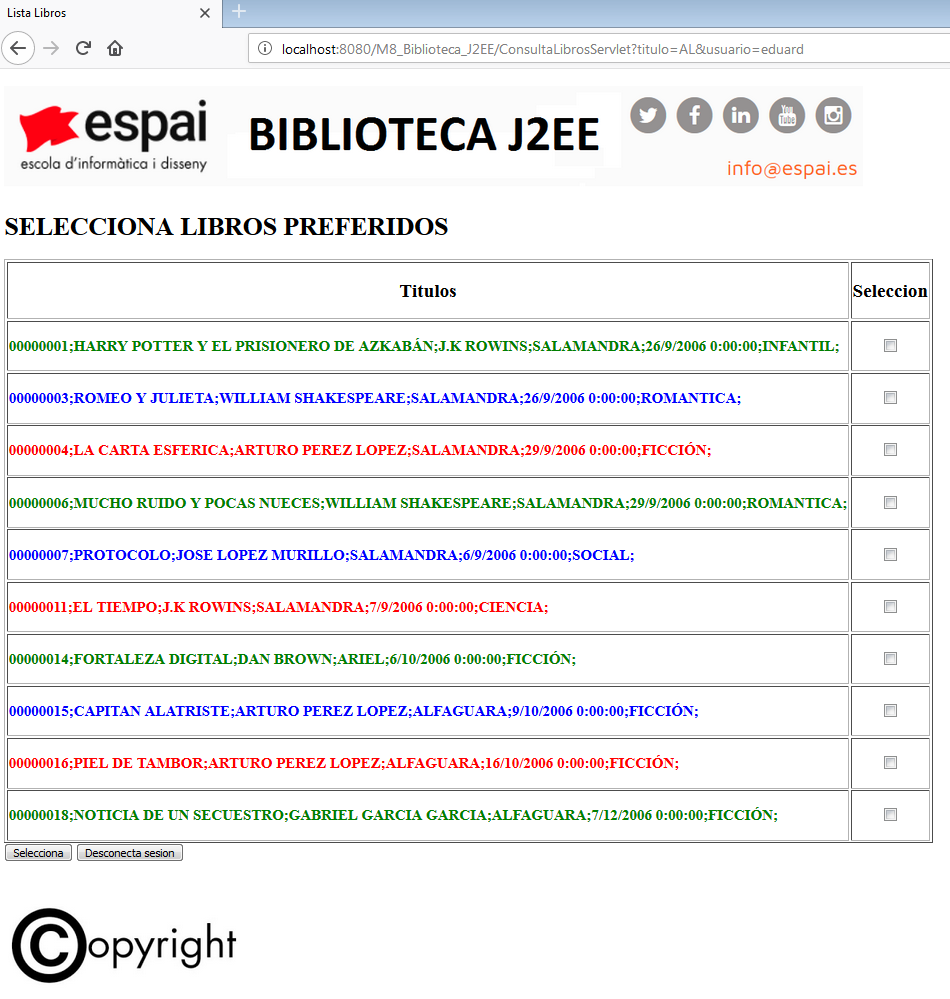 Lista Libros
localhost:8080/M8_Biblioteca_J2EE/ConsultaLibrosServlet?titulo=AL&usuario=eduard
espai
escola d'informàtica i disseny
BIBLIOTECA J2EE
You Tube
info@espai.es
SELECCIONA LIBROS PREFERIDOS
Titulos Seleccion
00000001;HARRY POTTER Y EL PRISIONERO DE AZKABÁN;J.K ROWINS;SALAMANDRA;26/9/2006 0:00:00;INFANTIL;
00000003;ROMEO Y JULIETA;WILLIAM SHAKESPEARE;SALAMANDRA;26/9/2006 0:00:00;ROMANTICA;
00000004;LA CARTA ESFERICA;ARTURO PEREZ LOPEZ;SALAMANDRA;29/9/2006 0:00:00;FICCIÓN;
00000006;MUCHO RUIDO Y POCAS NUECES;WILLIAM SHAKESPEARE;SALAMANDRA;29/9/2006 0:00:00;ROMANTICA;
00000007;PROTOCOLO;JOSE LOPEZ MURILLO;SALAMANDRA;6/9/2006 0:00:00;SOCIAL;
00000011;EL TIEMPO;J.K ROWINS;SALAMANDRA;7/9/2006 0:00:00;CIENCIA;
00000014;FORTALEZA DIGITAL;DAN BROWN;ARIEL;6/10/2006 0:00:00;FICCIÓN;
00000015;CAPITAN ALATRISTE;ARTURO PEREZ LOPEZ;ALFAGUARA;9/10/2006 0:00:00;FICCIÓN;
00000016;PIEL DE TAMBOR;ARTURO PEREZ LOPEZ;ALFAGUARA;16/10/2006 0:00:00;FICCIÓN;
00000018;NOTICIA DE UN SECUESTRO;GABRIEL GARCIA GARCIA;ALFAGUARA;7/12/2006 0:00:00;FICCIÓN;
Selecciona Desconecta sesion
©opyright